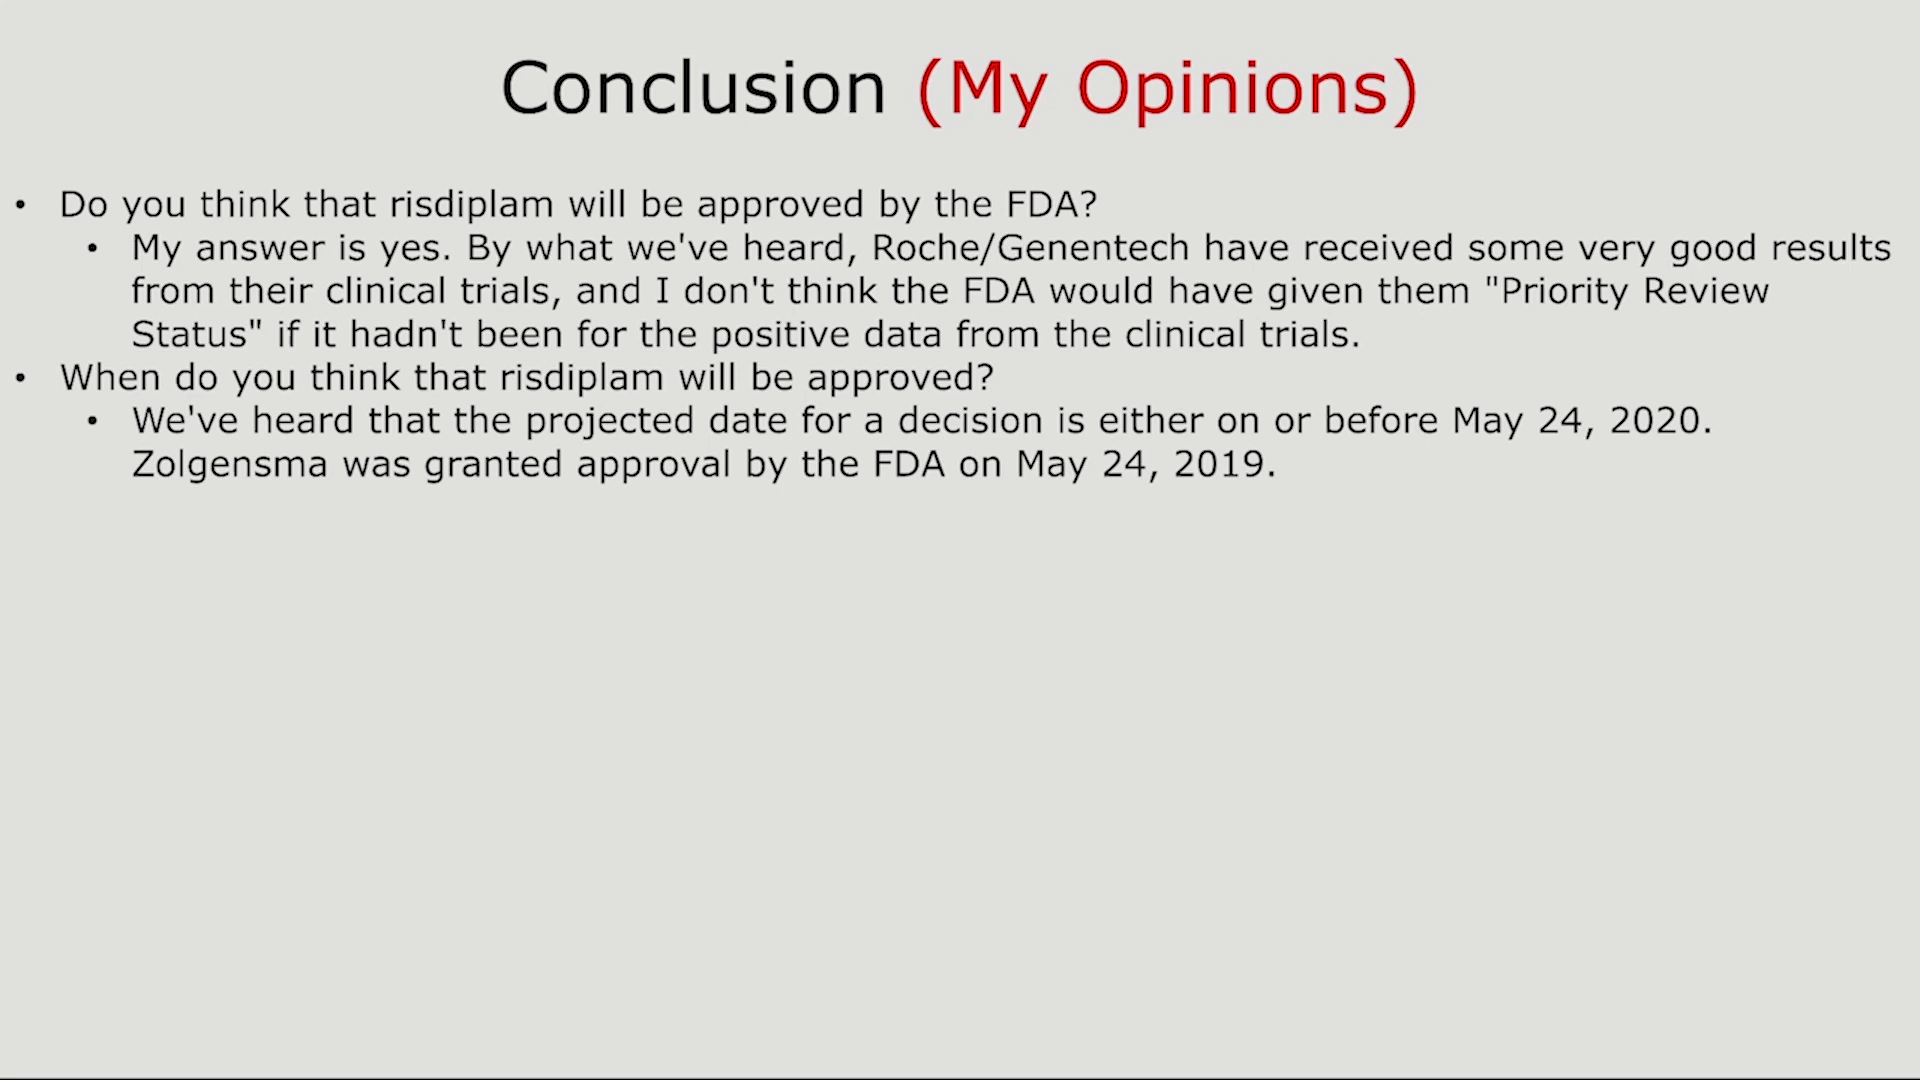 Conclusion (My Opinions)
• Do you think that risdiplam will be approved by the FDA?
• My answer is yes. By what we've heard, Roche/Genentech have received some very good results
from their clinical trials, and I don't think the FDA would have given them "Priority Review
Status" if it hadn't been for the positive data from the clinical trials.
• When do you think that risdiplam will be approved?
• We've heard that the projected date for a decision is either on or before May 24, 2020.
Zolgensma was granted approval by the FDA on May 24, 2019.